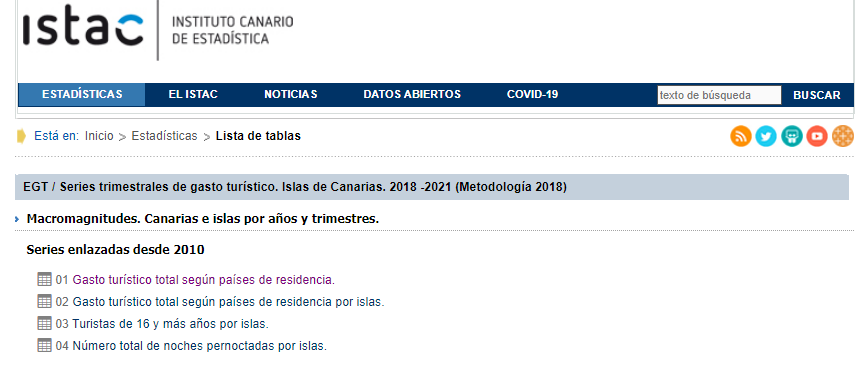 istac INSTITUTO CANARIO
DE ESTADÍSTICA
ESTADÍSTICAS EL ISTAC NOTICIAS DATOS ABIERTOS COVID-19 texto de búsqueda BUSCAR
Está en: Inicio > Estadísticas > Lista de tablas
EGT / Series trimestrales de gasto turístico. Islas de Canarias. 2018 -2021 (Metodología 2018)
Macromagnitudes. Canarias e islas por años y trimestres.
Series enlazadas desde 2010
01 Gasto turístico total según países de residencia.
02 Gasto turístico total según países de residencia por islas.
03 Turistas de 16 y más años por islas.
04 Número total de noches pernoctadas por islas.